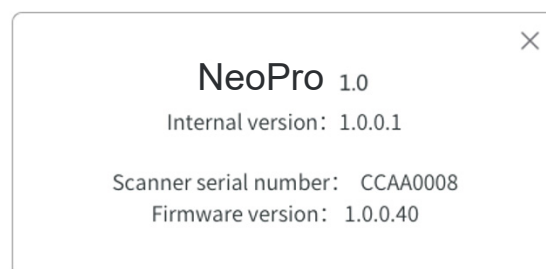 NeoPro 1.0
Internal version： 1.0.0.1
Scanner serial number： CCAA0008
Firmware version： 1.0.0.40